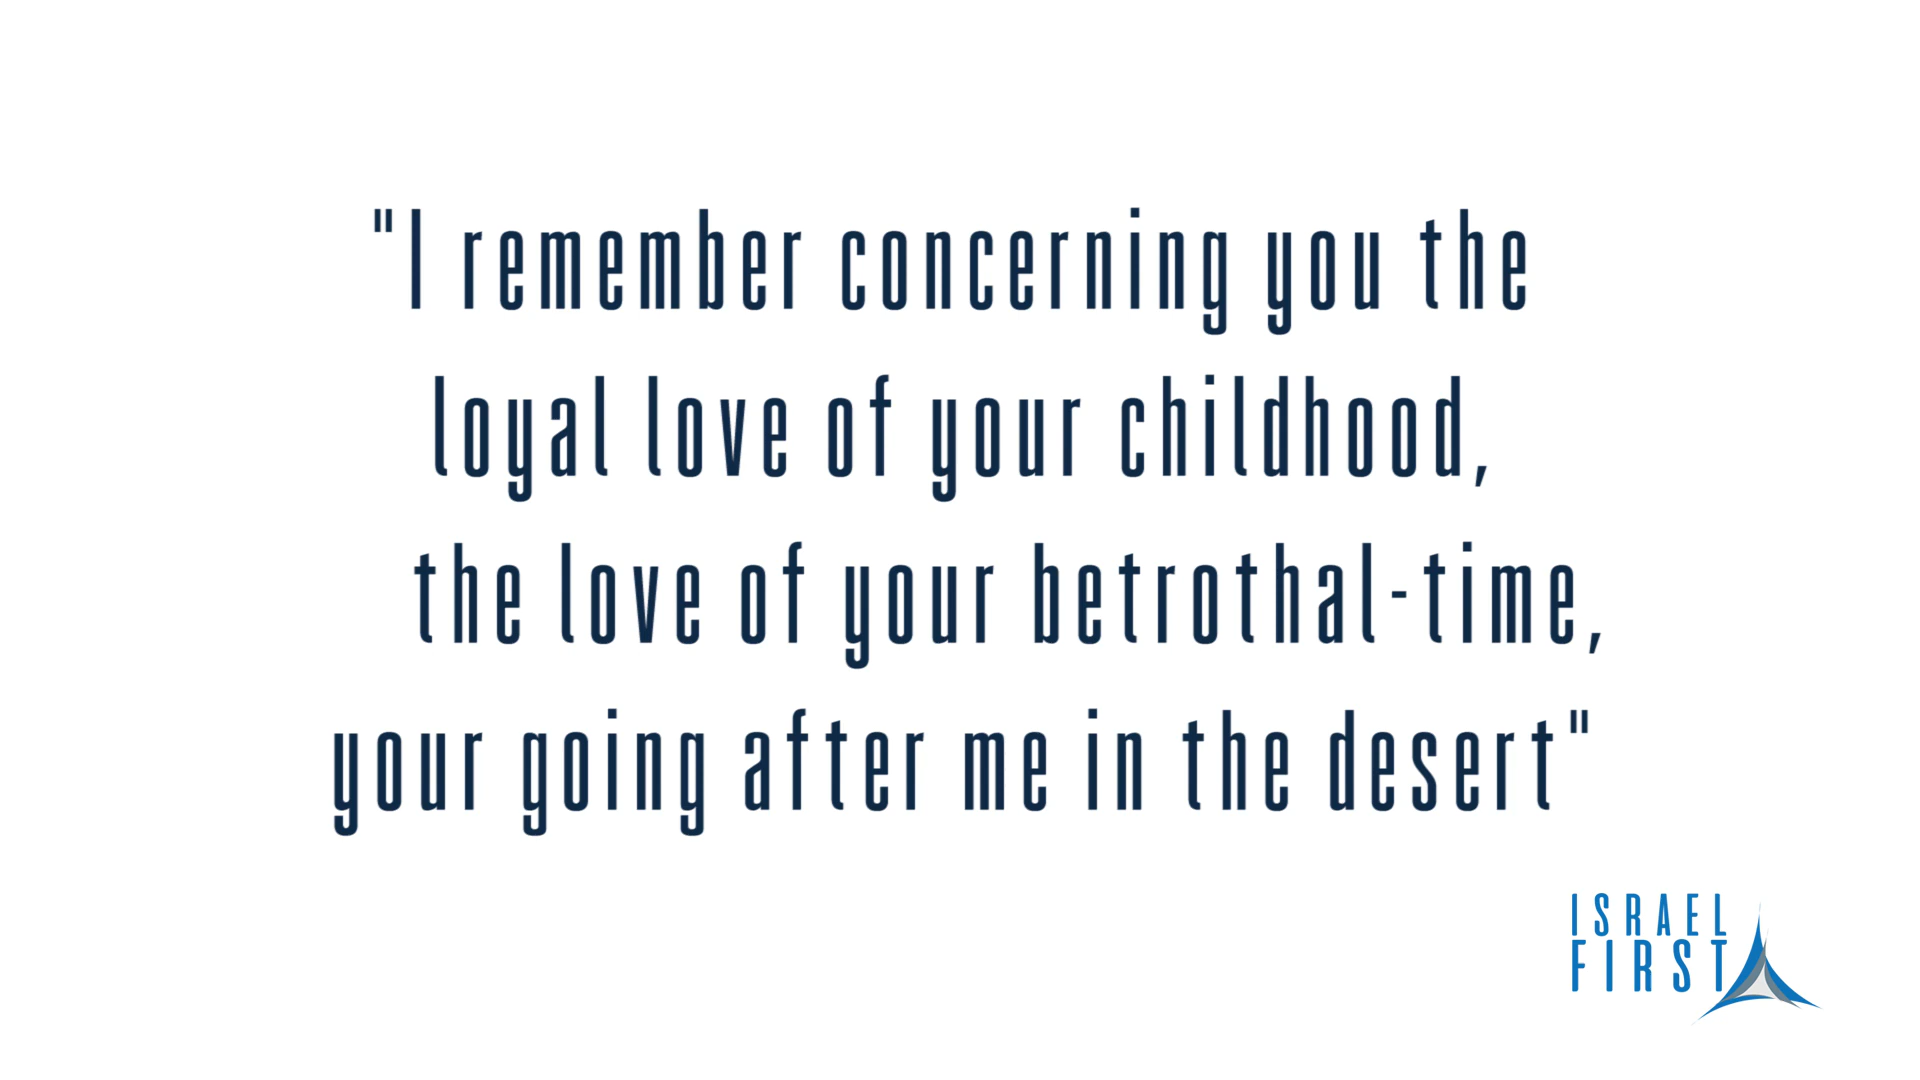 "I remember concerning you the
loyal love of your childhood,
the love of your betrothal-time,
your going after me in the desert"
ISRAEL
FIRST